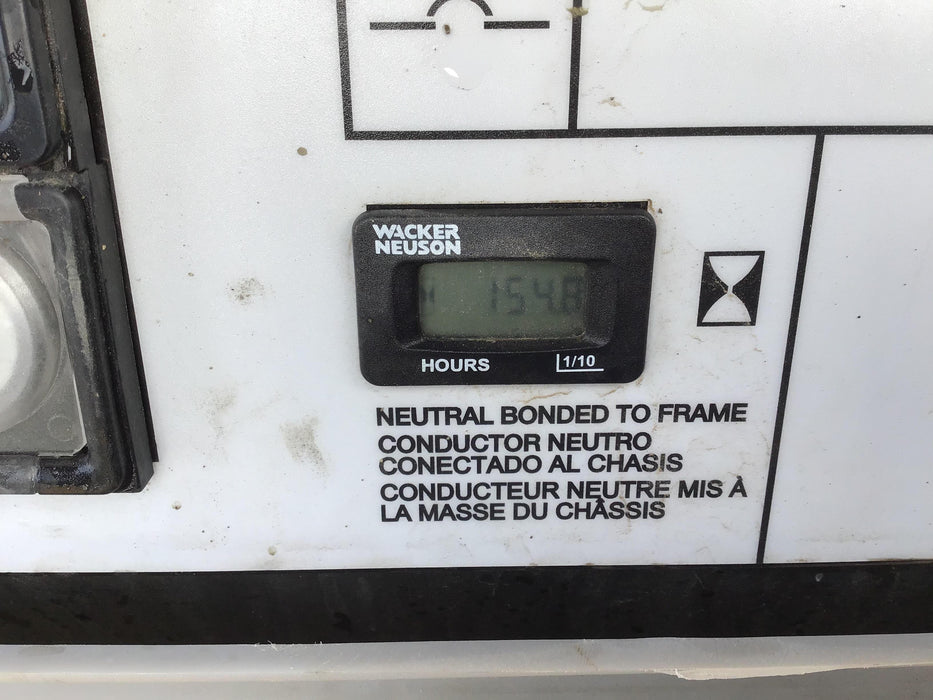 WACKER
NEUSON
154.8
HOURS 1/10
NEUTRAL BONDED TO FRAME
CONDUCTOR NEUTRO
CONECTADO AL CHASIS
CONDUCTEUR NEUTRE MIS À
LA MASSE DU CHÂSSIS